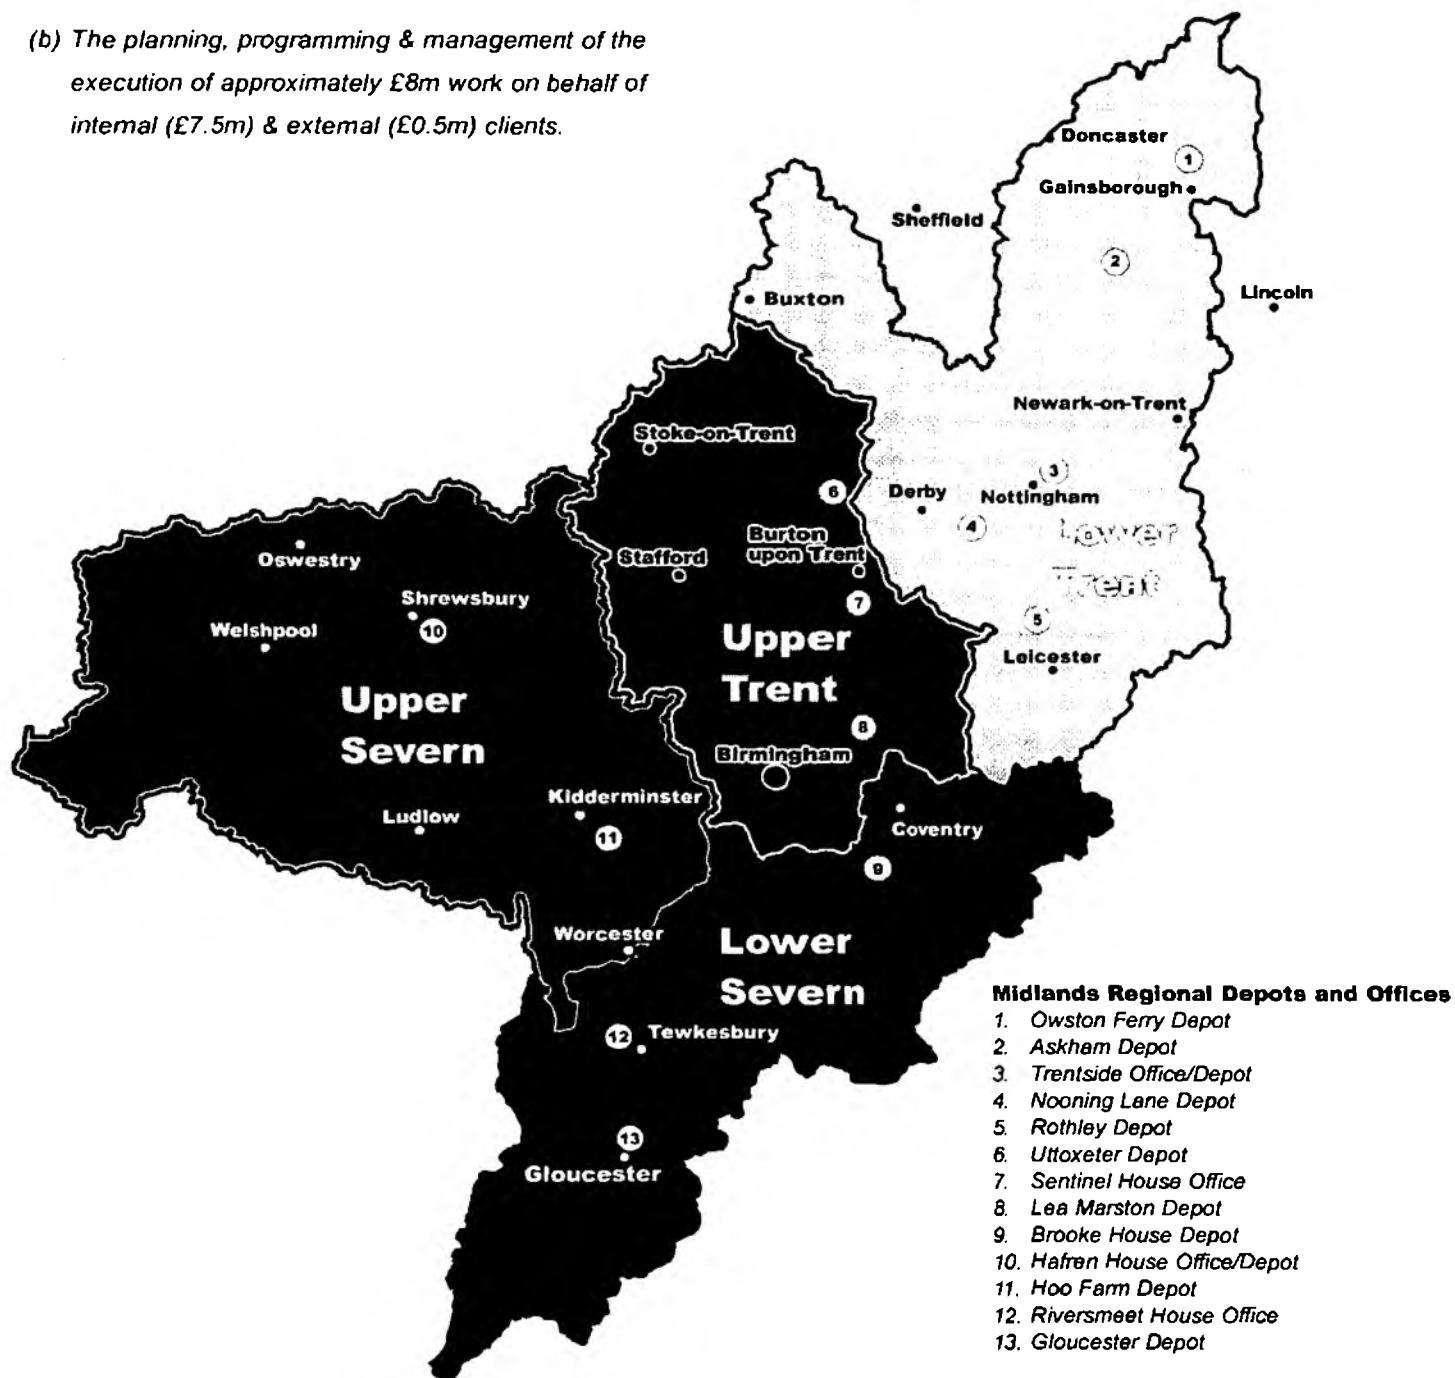 (b) The planning, programming & management of the
execution of approximately £8m work on behalf of
internal (£7.5m) & external (£0.5m) clients.
Doncaster
1
Gainsborough
Sheffield
2
Buxton
Lincoln
Newark-on-Trent
Stoke-on-Trent
3
6
Derby
Nottingham
4
Lower
Trent
Burton
upon Trent
Stafford
Oswestry
Shrewsbury
7
10
5
Welshpool
Upper
Trent
Leicester
Upper
Severn
8
Birmingham
Kidderminster
Ludlow
11
Coventry
9
Worcester
Lower
Severn
12
Tewkesbury
13
Gloucester
Midlands Regional Depots and Offices
1. Owston Ferry Depot
2. Askham Depot
3. Trentside Office/Depot
4. Nooning Lane Depot
5. Rothley Depot
6. Uttoxeter Depot
7. Sentinel House Office
8. Lea Marston Depot
9. Brooke House Depot
10. Hafren House Office/Depot
11. Hoo Farm Depot
12. Riversmeet House Office
13. Gloucester Depot